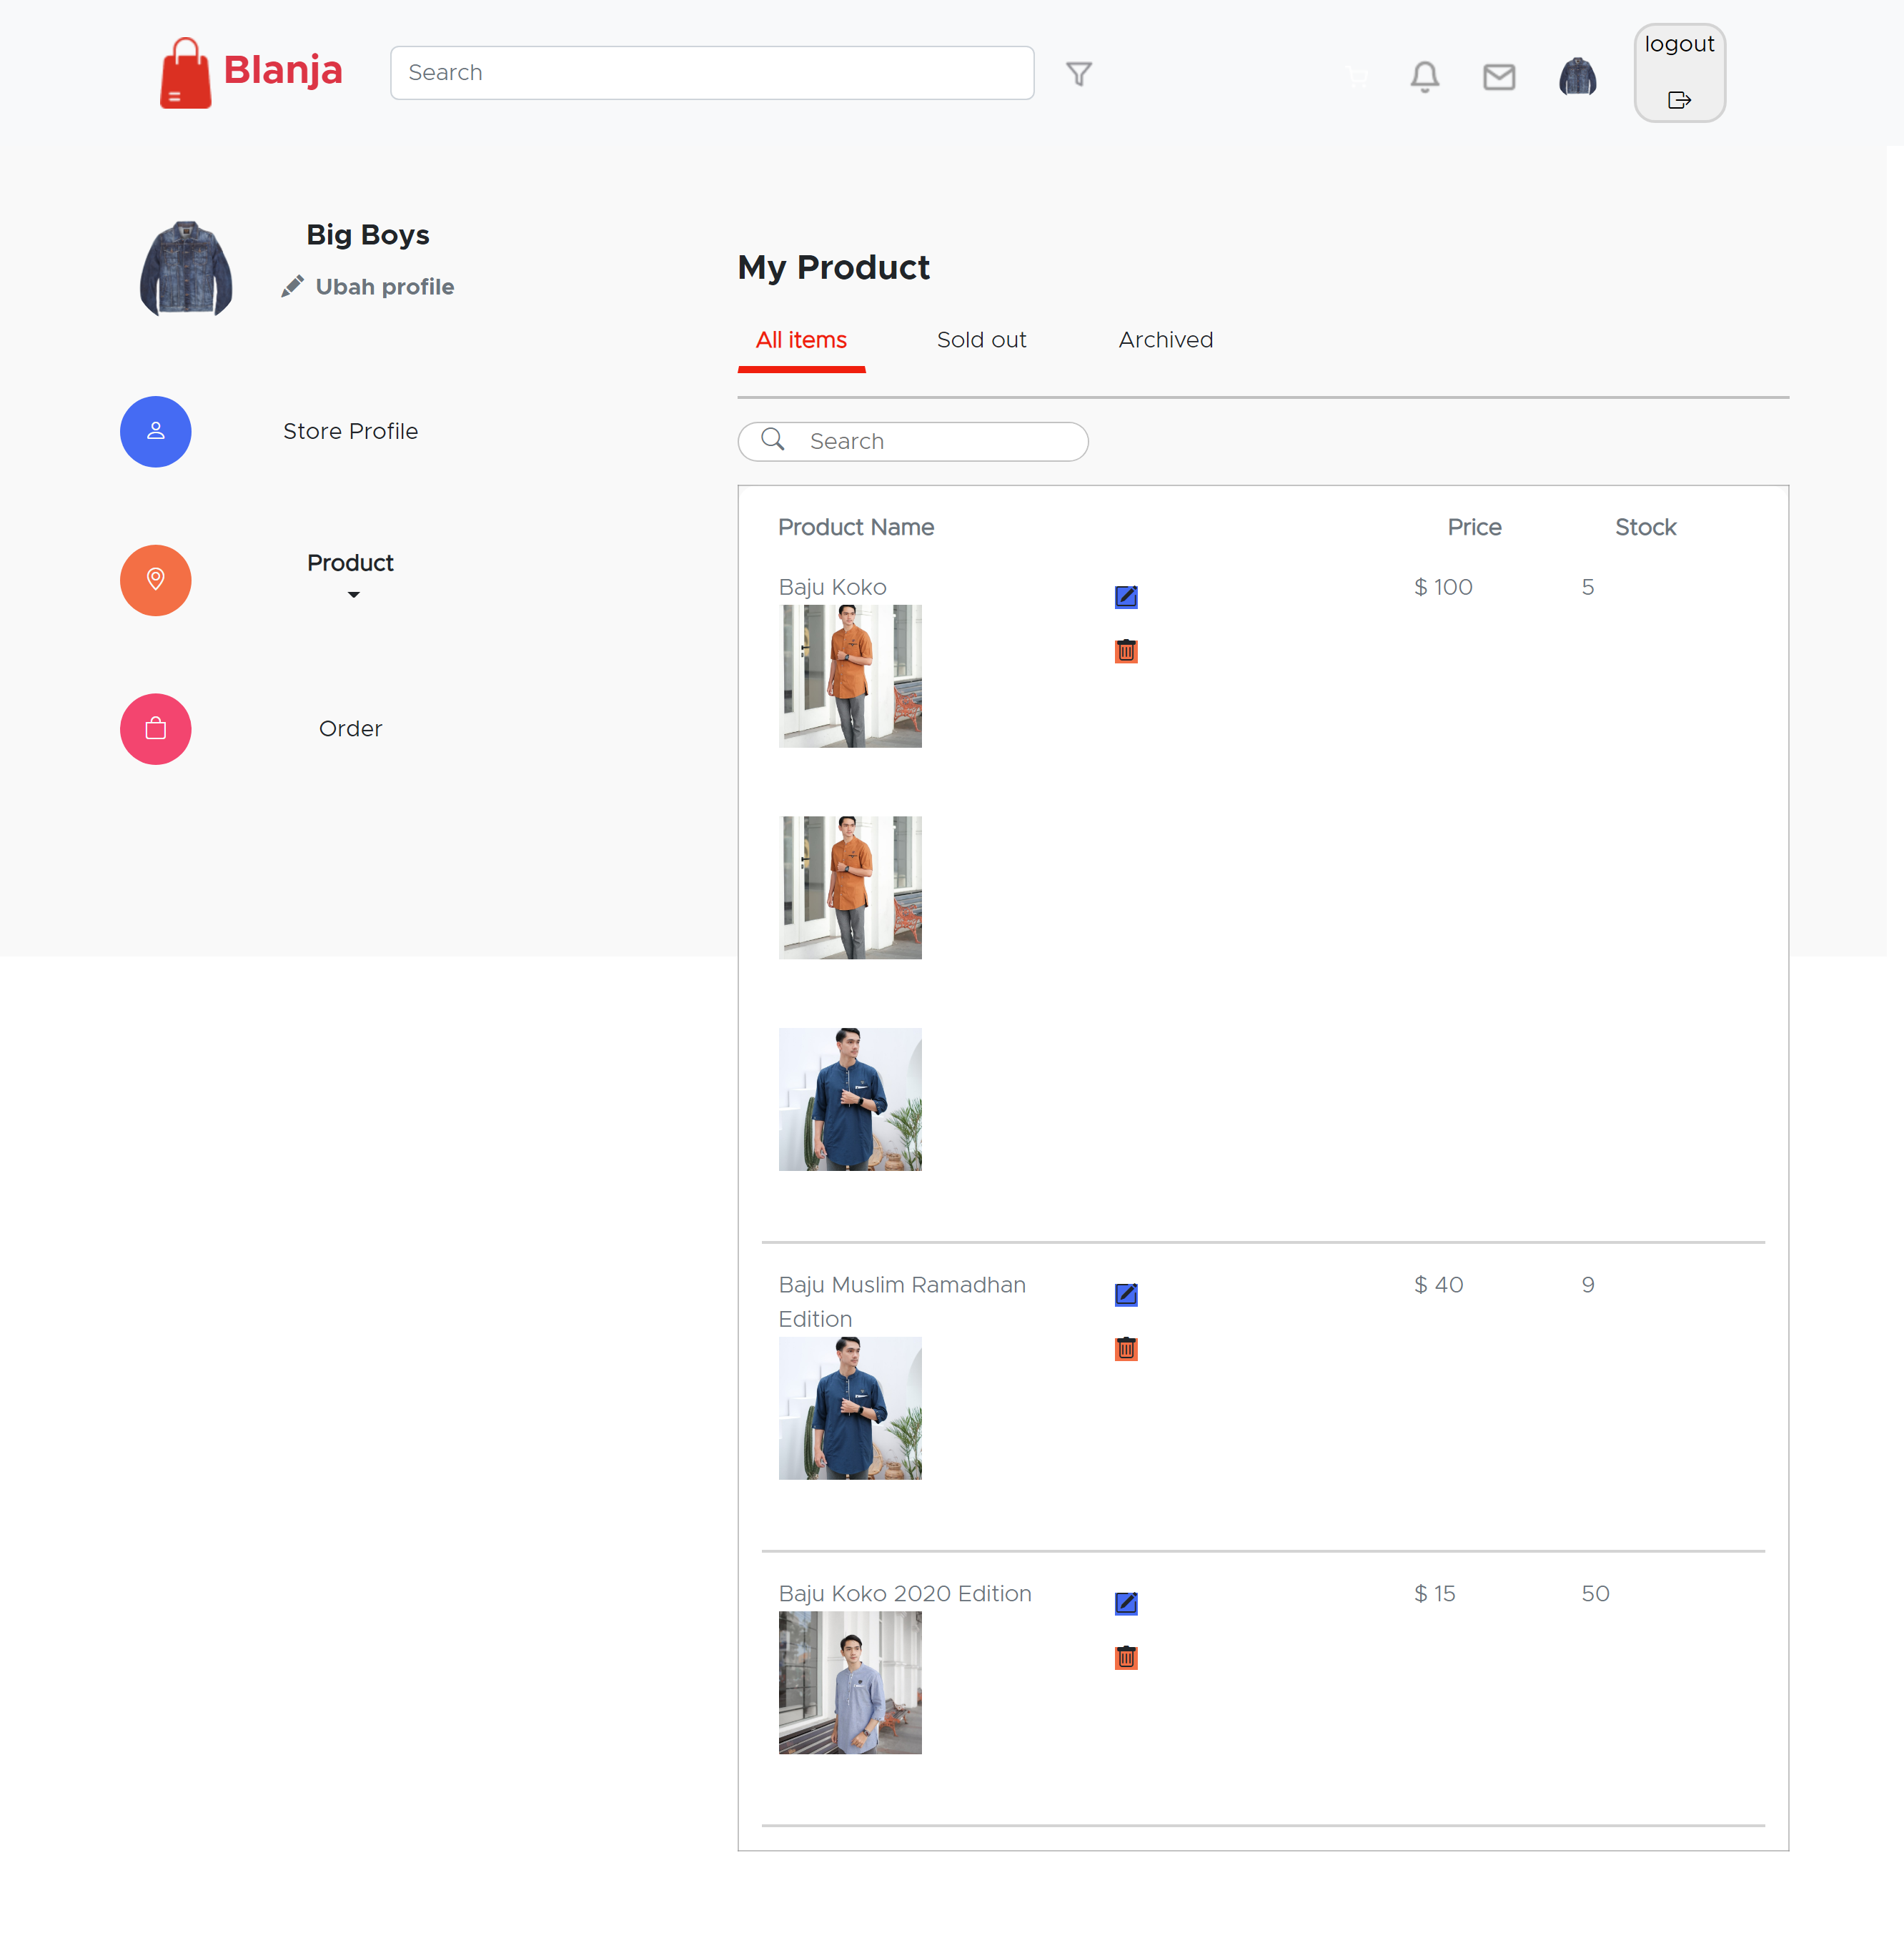 Blanja
Search
logout
Big Boys
Ubah profile
Store Profile
Product
Order
My Product
All items Sold out Archived
Search
Product Name Price Stock
Baju Koko $ 100 5
Baju Muslim Ramadhan $ 40 9
Edition
Baju Koko 2020 Edition $ 15 50